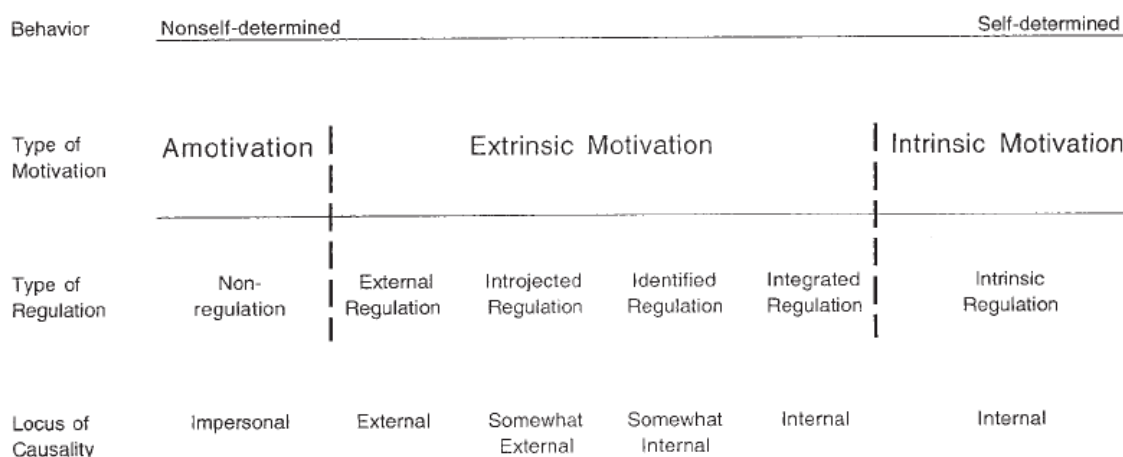 Behavior Nonself-determined Self-determined
Type of Motivation Amotivation Extrinsic Motivation Intrinsic Motivation
Type of Non- External Introjected Identified Integrated Intrinsic
Regulation regulation Regulation Regulation Regulation Regulation Regulation
Locus of Impersonal External Somewhat Somewhat Internal Internal
Causality External Internal